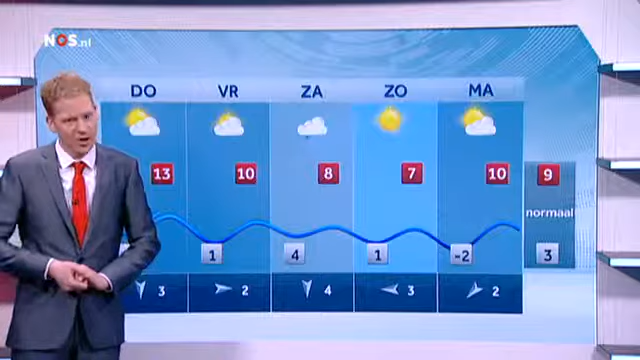 NOS.nl
DO VR ZA ZO MA
13 10 8 7 10 9
normaal
1 4 1 -2 3
3 2 4 3 2